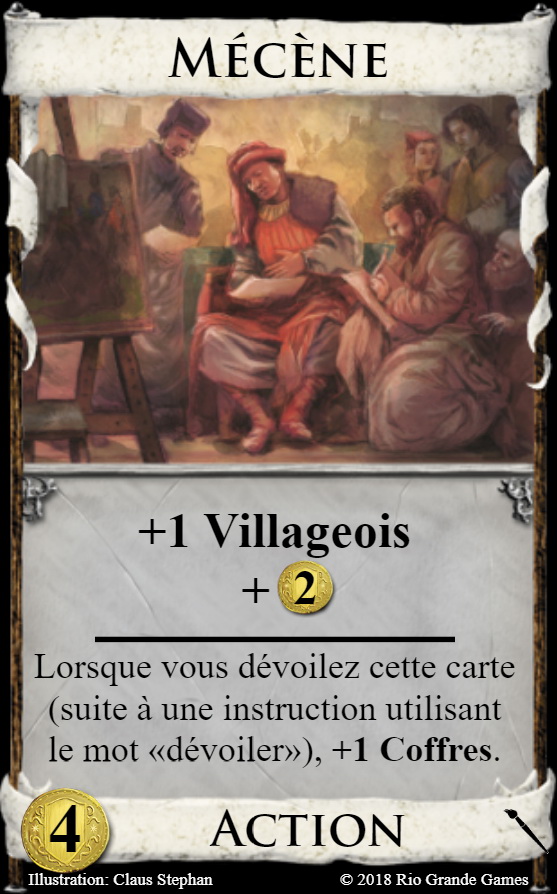 Mécène
+1 Villageois
+ 2
Lorsque vous dévoilez cette carte
(suite à une instruction utilisant
le mot «dévoiler»), +1 Coffres.
4 Action
Illustration: Claus Stephan © 2018 Rio Grande Games